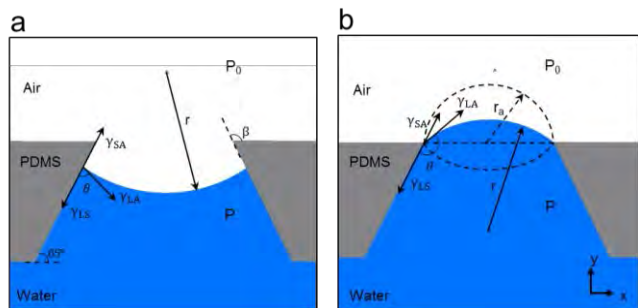 a
P₀
Air
r
β
γSA
PDMS
θ
γLA
γLS
P
65°
Water
b
P₀
Air
γLA
γSA
rₐ
PDMS
θ
γLS
r
P
y
x
Water